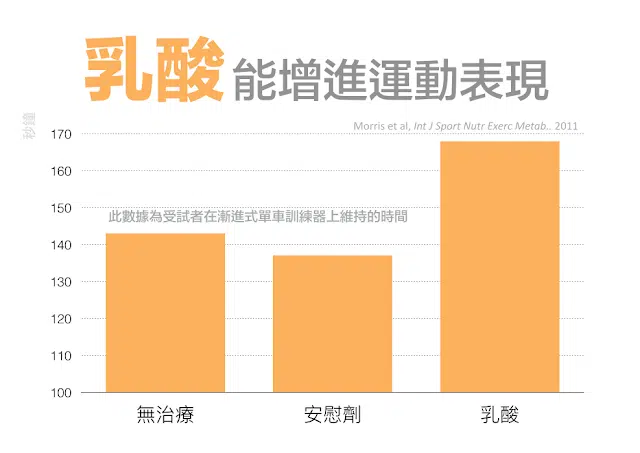 乳酸能增進運動表現
Morris et al, Int J Sport Nutr Exerc Metab.. 2011
秒鐘
170
160
150
此數據為受試者在漸進式單車訓練器上維持的時間
140
130
120
110
100
無治療 安慰劑 乳酸